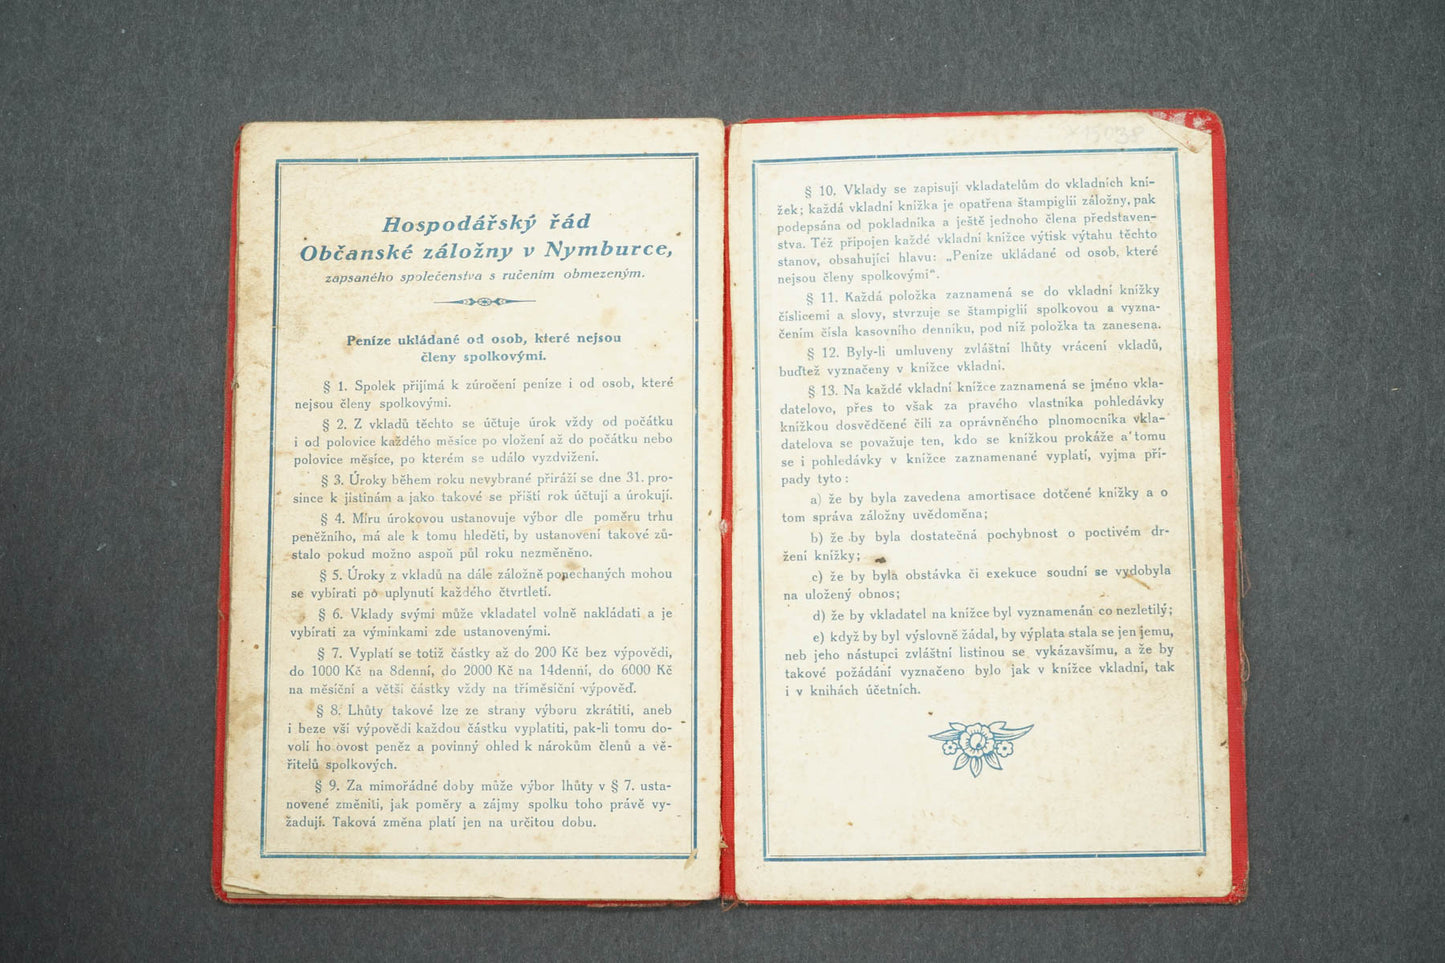 Hospodářský řád
Občanské záložny v Nymburce,
zapsaného společenstva s ručením obmezeným.
Peníze ukládané od osob, které nejsou
členy spolkovými.
§ 1. Spolek přijímá k zúročení peníze i od osob, které
nejsou členy spolkovými.
§ 2. Z vkladů těchto se účtuje úrok vždy od počátku
i od polovice každého měsíce po vložení až do počátku nebo
polovice měsíce, po kterém se událo vyzdvižení.
§ 3. Úroky během roku nevybrané přiráží se dne 31. pro-
since k jistinám a jako takové se příští rok účtují a úrokují.
§ 4. Míru úrokovou ustanovuje výbor dle poměru trhu
peněžního, má ale k tomu hleděti, by ustanovení takové zů-
stalo pokud možno aspoň půl roku nezměněno.
§ 5. Úroky z vkladů na dále záložně ponechaných mohou
se vybírati po uplynutí každého čtvrtletí.
§ 6. Vklady svými může vkladatel volně nakládati a je
vybírati za výminkami zde ustanovenými.
§ 7. Vyplatí se totiž částky až do 200 Kč bez výpovědi,
do 1000 Kč na 8denní, do 2000 Kč na 14denní, do 6000 Kč
na měsíční a větší částky vždy na tříměsíční výpověď.
§ 8. Lhůty takové lze ze strany výboru zkrátiti, aneb
i beze vší výpovědi každou částku vyplatiti, pak-li tomu do-
volí ho ovost peněz a povinný ohled k nárokům členů a vě-
řitelů spolkových.
§ 9. Za mimořádné doby může výbor lhůty v § 7. usta-
novené změniti, jak poměry a zájmy spolku toho právě vy-
žadují. Taková změna platí jen na určitou dobu.
§ 10. Vklady se zapisují vkladatelům do vkladních kní-
žek; každá vkladní knížka je opatřena štampiglií záložny, pak
podepsána od pokladníka a ještě jednoho člena představen-
stva. Též připojen každé vkladní knížce výtisk výtahu těchto
stanov, obsahující hlavu: „Peníze ukládané od osob, které
nejsou členy spolkovými“.
§ 11. Každá položka zaznamená se do vkladní knížky
číslicemi a slovy, stvrzuje se štampiglií spolkovou a vyzna-
čením čísla kasovního denníku, pod níž položka ta zanesena.
§ 12. Byly-li umluveny zvláštní lhůty vrácení vkladů,
buďtež vyznačeny v knížce vkladní.
§ 13. Na každé vkladní knížce zaznamená se jméno vkla-
datelovo, přes to však za pravého vlastníka pohledávky
knížkou dosvědčené čili za oprávněného plnomocníka vkla-
datelova se považuje ten, kdo se knížkou prokáže a tomu
se i pohledávky v knížce zaznamenané vyplatí, vyjma pří-
pady tyto:
a) že by byla zavedena amortisace dotčené knížky a o
tom správa záložny uvědoměna;
b) že by byla dostatečná pochybnost o poctivém dr-
žení knížky;
c) že by byla obstávka či exekuce soudní se vydobyla
na uložený obnos;
d) že by vkladatel na knížce byl vyznamenán co nezletilý;
e) když by byl výslovně žádal, by výplata stala se jen jemu,
neb jeho nástupci zvláštní listinou se vykázavšímu, a že by
takové požádání vyznačeno bylo jak v knížce vkladní, tak
i v knihách účetních.